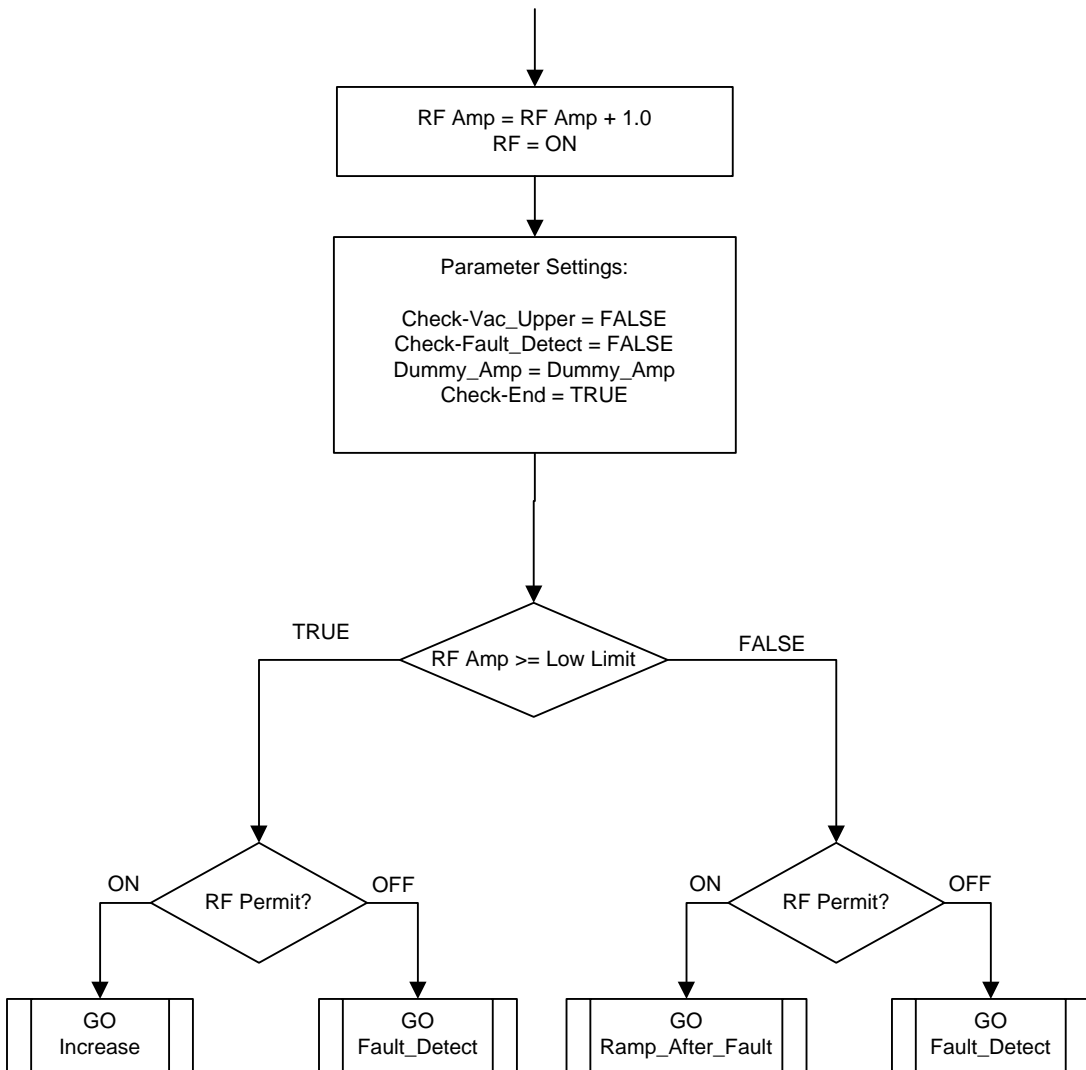 RF Amp = RF Amp + 1.0
RF = ON
Parameter Settings:
Check-Vac_Upper = FALSE
Check-Fault_Detect = FALSE
Dummy_Amp = Dummy_Amp
Check-End = TRUE
TRUE
FALSE
RF Amp >= Low Limit
ON
RF Permit?
OFF
ON
RF Permit?
OFF
GO
Increase
GO
Fault_Detect
GO
Ramp_After_Fault
GO
Fault_Detect